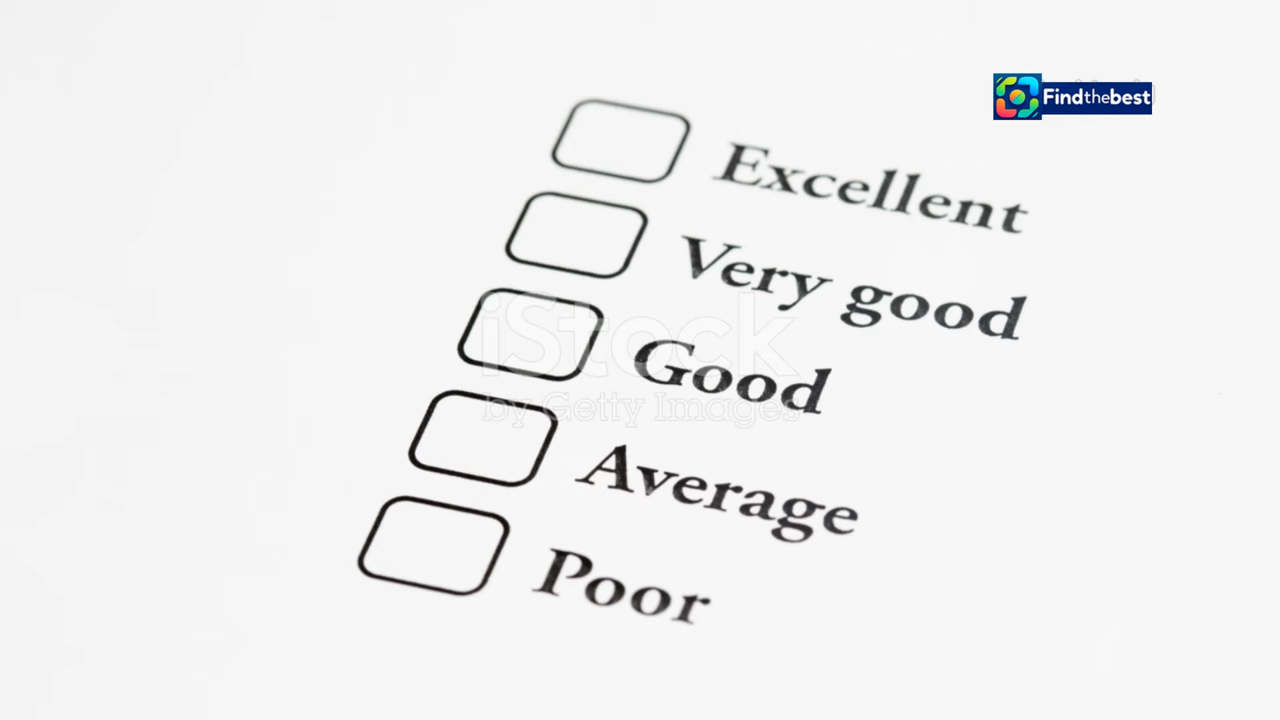 Findthebest
Excellent
Very good
Good
Average
Poor
iStock
by Getty Images